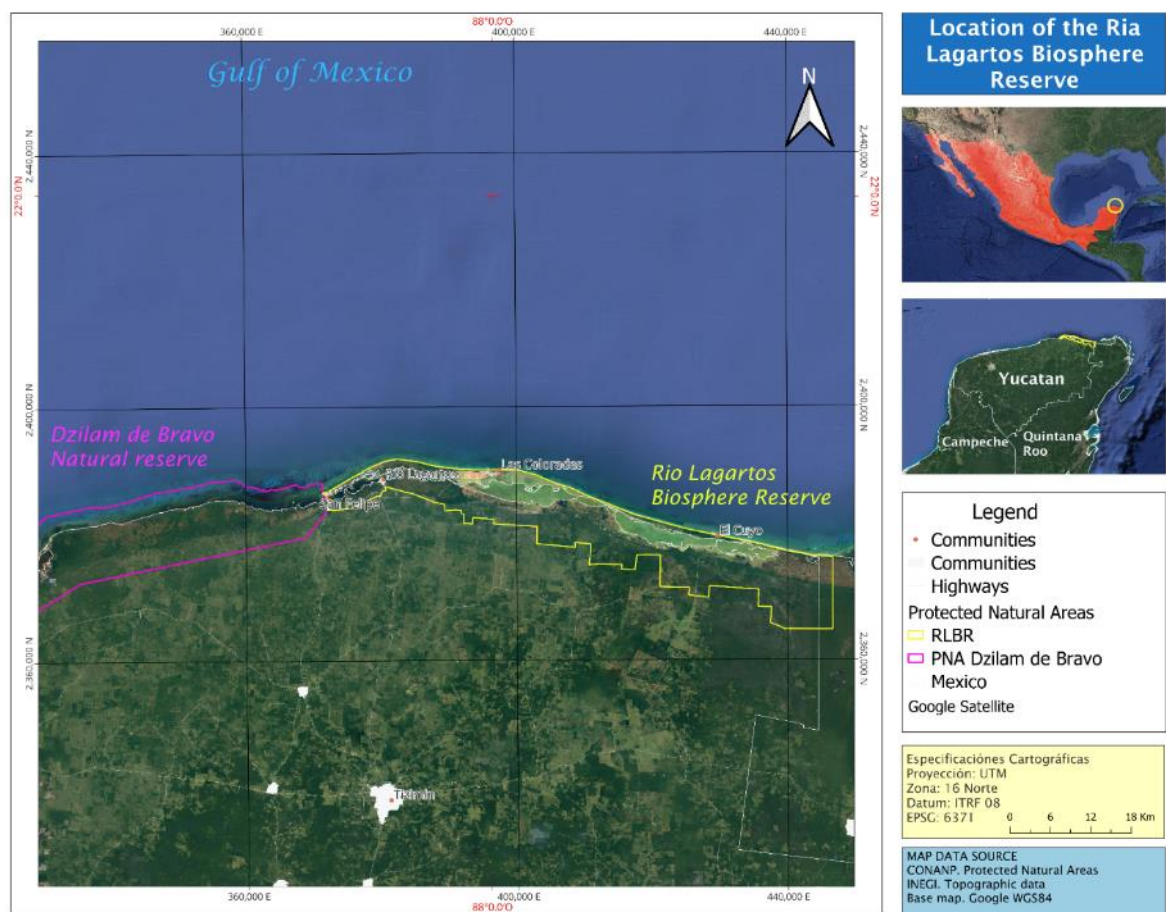 88°0.0'O
360,000 E
400,000 E
440,000 E
Gulf of Mexico
N
2,440,000 N
2,440,000 N
22°0.0'N
22°0.0'N
2,400,000 N
2,400,000 N
Dzilam de Bravo
Natural reserve
Las Coloradas
San Felipe
Rio Lagartos
Biosphere Reserve
El Cuyo
2,360,000 N
2,360,000 N
Tizimin
360,000 E
400,000 E
440,000 E
88°0.0'O
Location of the Ria
Lagartos Biosphere
Reserve
Yucatan
Campeche
Quintana
Roo
Legend
Communities
Communities
Highways
Protected Natural Areas
RLBR
PNA Dzilam de Bravo
Mexico
Google Satellite
Especificaciónes Cartográficas
Proyección: UTM
Zona: 16 Norte
Datum: ITRF 08
EPSG: 6371
0 6 12 18 Km
MAP DATA SOURCE
CONANP. Protected Natural Areas
INEGI. Topographic data
Base map. Google WGS84